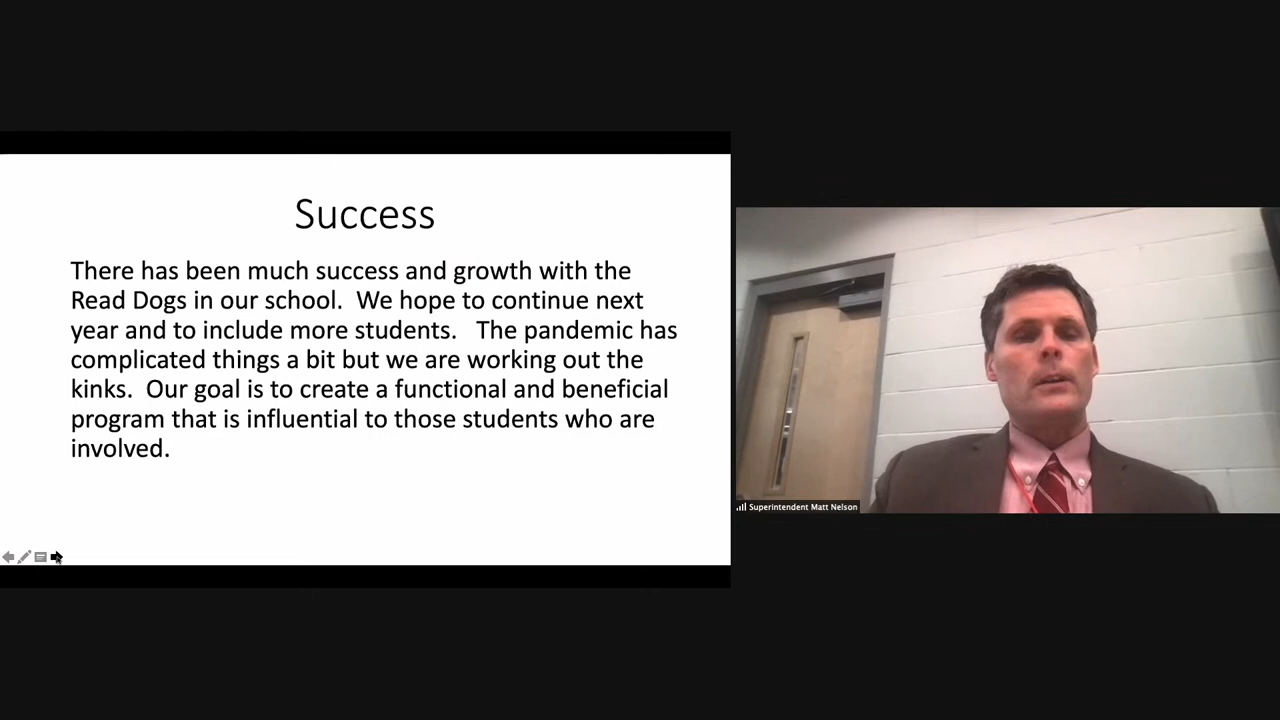 Success
There has been much success and growth with the
Read Dogs in our school.  We hope to continue next
year and to include more students.   The pandemic has
complicated things a bit but we are working out the
kinks.  Our goal is to create a functional and beneficial
program that is influential to those students who are
involved.
Superintendent Matt Nelson